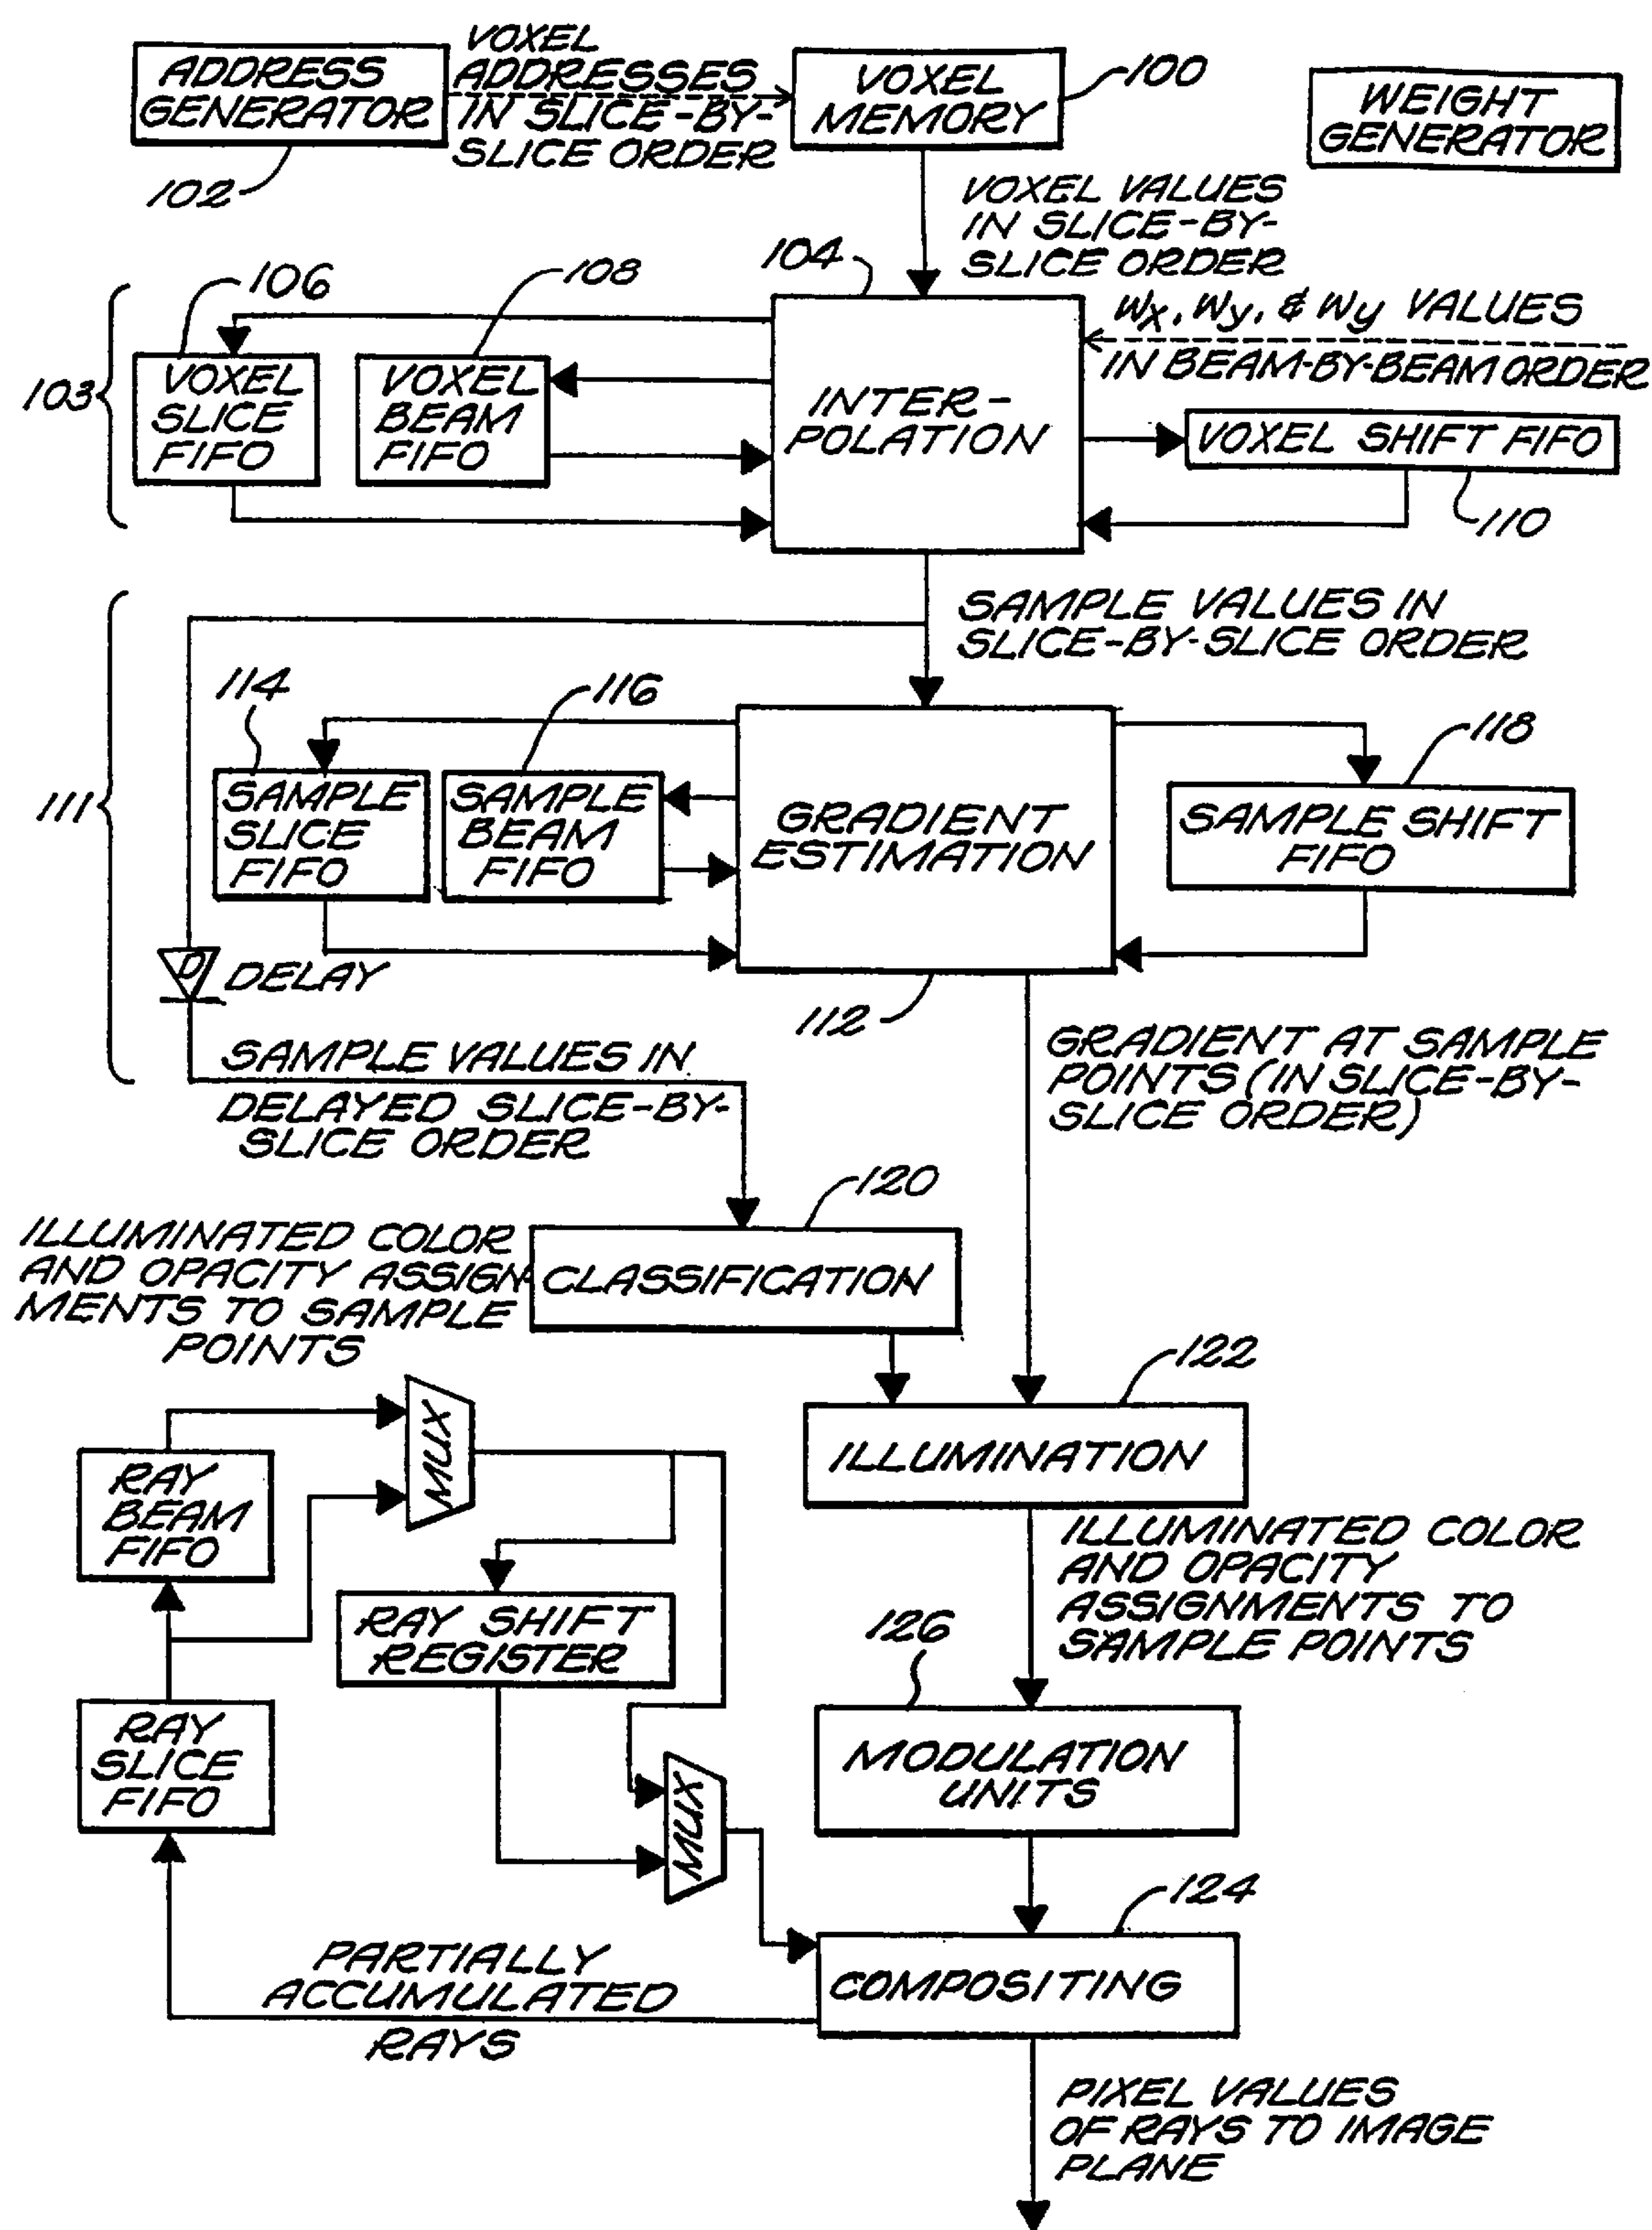 ADDRESS
GENERATOR
102
VOXEL
ADDRESSES
IN SLICE-BY-
SLICE ORDER
VOXEL
MEMORY
100
WEIGHT
GENERATOR
VOXEL VALUES
IN SLICE-BY-
SLICE ORDER
103
106
VOXEL
SLICE
FIFO
108
VOXEL
BEAM
FIFO
104
INTER-
POLATION
Wx, Wy, & Wy VALUES
IN BEAM-BY-BEAM ORDER
VOXEL SHIFT FIFO
110
SAMPLE VALUES IN
SLICE-BY-SLICE ORDER
111
114
SAMPLE
SLICE
FIFO
116
SAMPLE
BEAM
FIFO
GRADIENT
ESTIMATION
112
118
SAMPLE SHIFT
FIFO
D
DELAY
SAMPLE VALUES IN
DELAYED SLICE-BY-
SLICE ORDER
GRADIENT AT SAMPLE
POINTS (IN SLICE-BY-
SLICE ORDER)
120
CLASSIFICATION
ILLUMINATED COLOR
AND OPACITY ASSIGN
MENTS TO SAMPLE
POINTS
122
ILLUMINATION
MUX
RAY
BEAM
FIFO
RAY SHIFT
REGISTER
ILLUMINATED COLOR
AND OPACITY
ASSIGNMENTS TO
SAMPLE POINTS
RAY
SLICE
FIFO
MUX
126
MODULATION
UNITS
124
COMPOSITING
PARTIALLY
ACCUMULATED
RAYS
PIXEL VALUES
OF RAYS TO IMAGE
PLANE